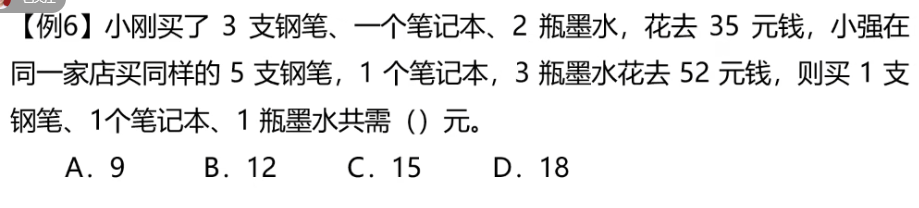 【例6】小刚买了 3 支钢笔、一个笔记本、2 瓶墨水，花去 35 元钱，小强在
同一家店买同样的 5 支钢笔，1 个笔记本，3 瓶墨水花去 52 元钱，则买 1 支
钢笔、1个笔记本、1 瓶墨水共需（）元。
A．9 B．12 C．15 D．18